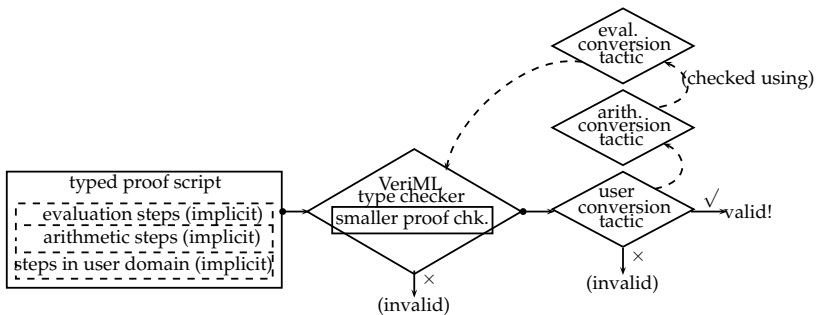 eval.
conversion
tactic
(checked using)
arith.
conversion
tactic
typed proof script
evaluation steps (implicit)
arithmetic steps (implicit)
steps in user domain (implicit)
VeriML
type checker
smaller proof chk.
×
(invalid)
user
conversion
tactic
√
valid!
×
(invalid)